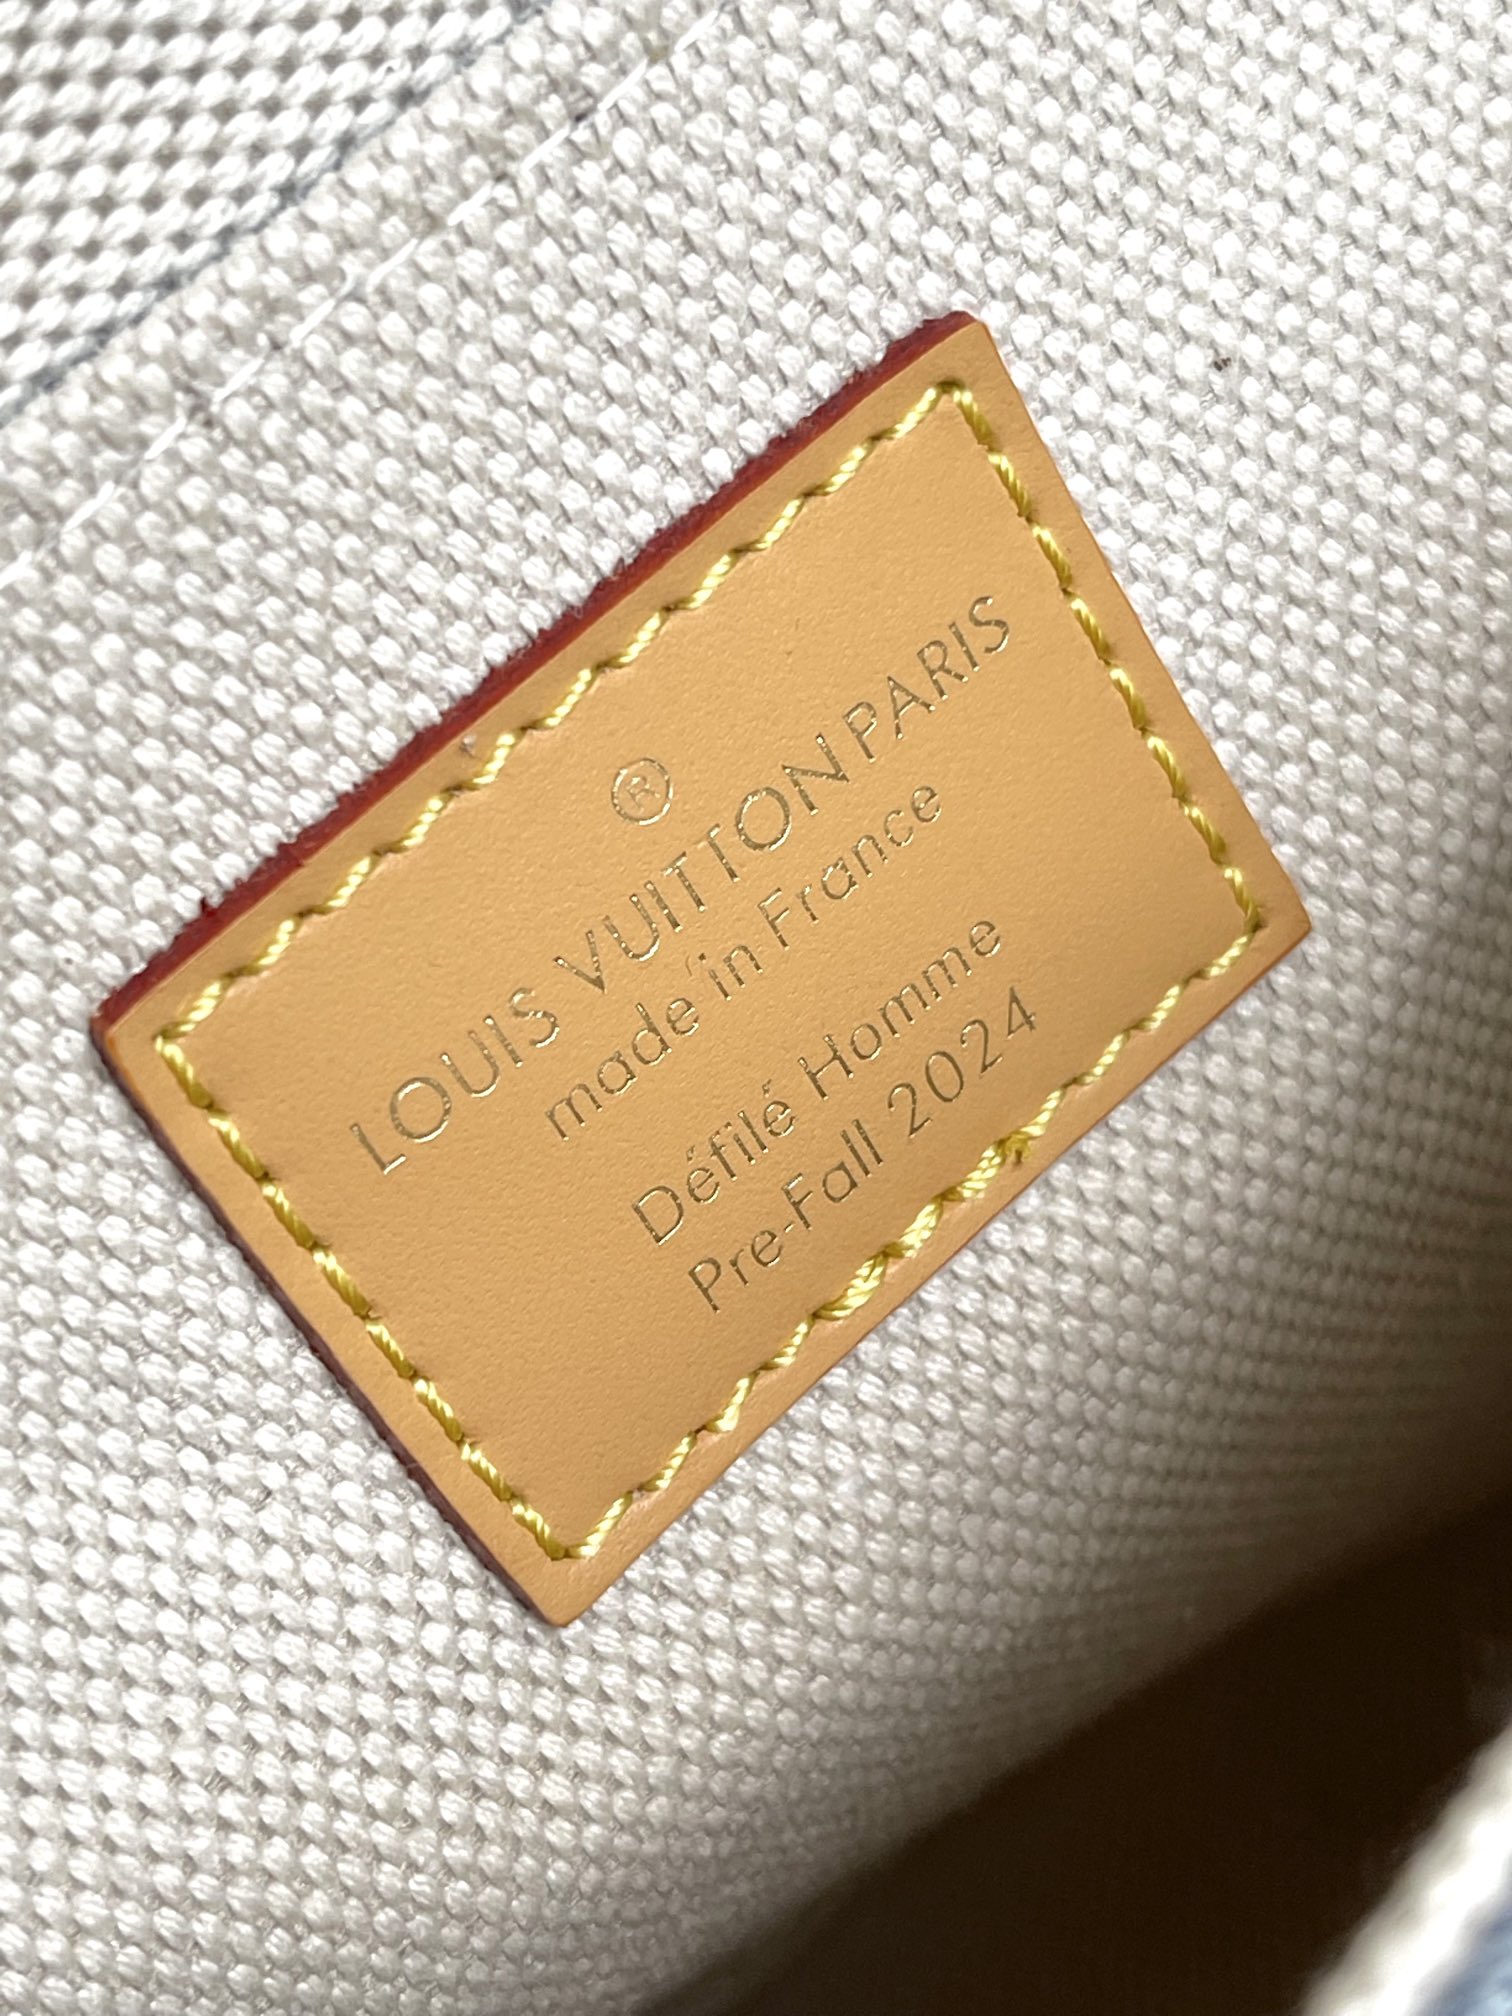 ®
LOUIS VUITTON PARIS
made in France
Défilé Homme
Pre-Fall 2024